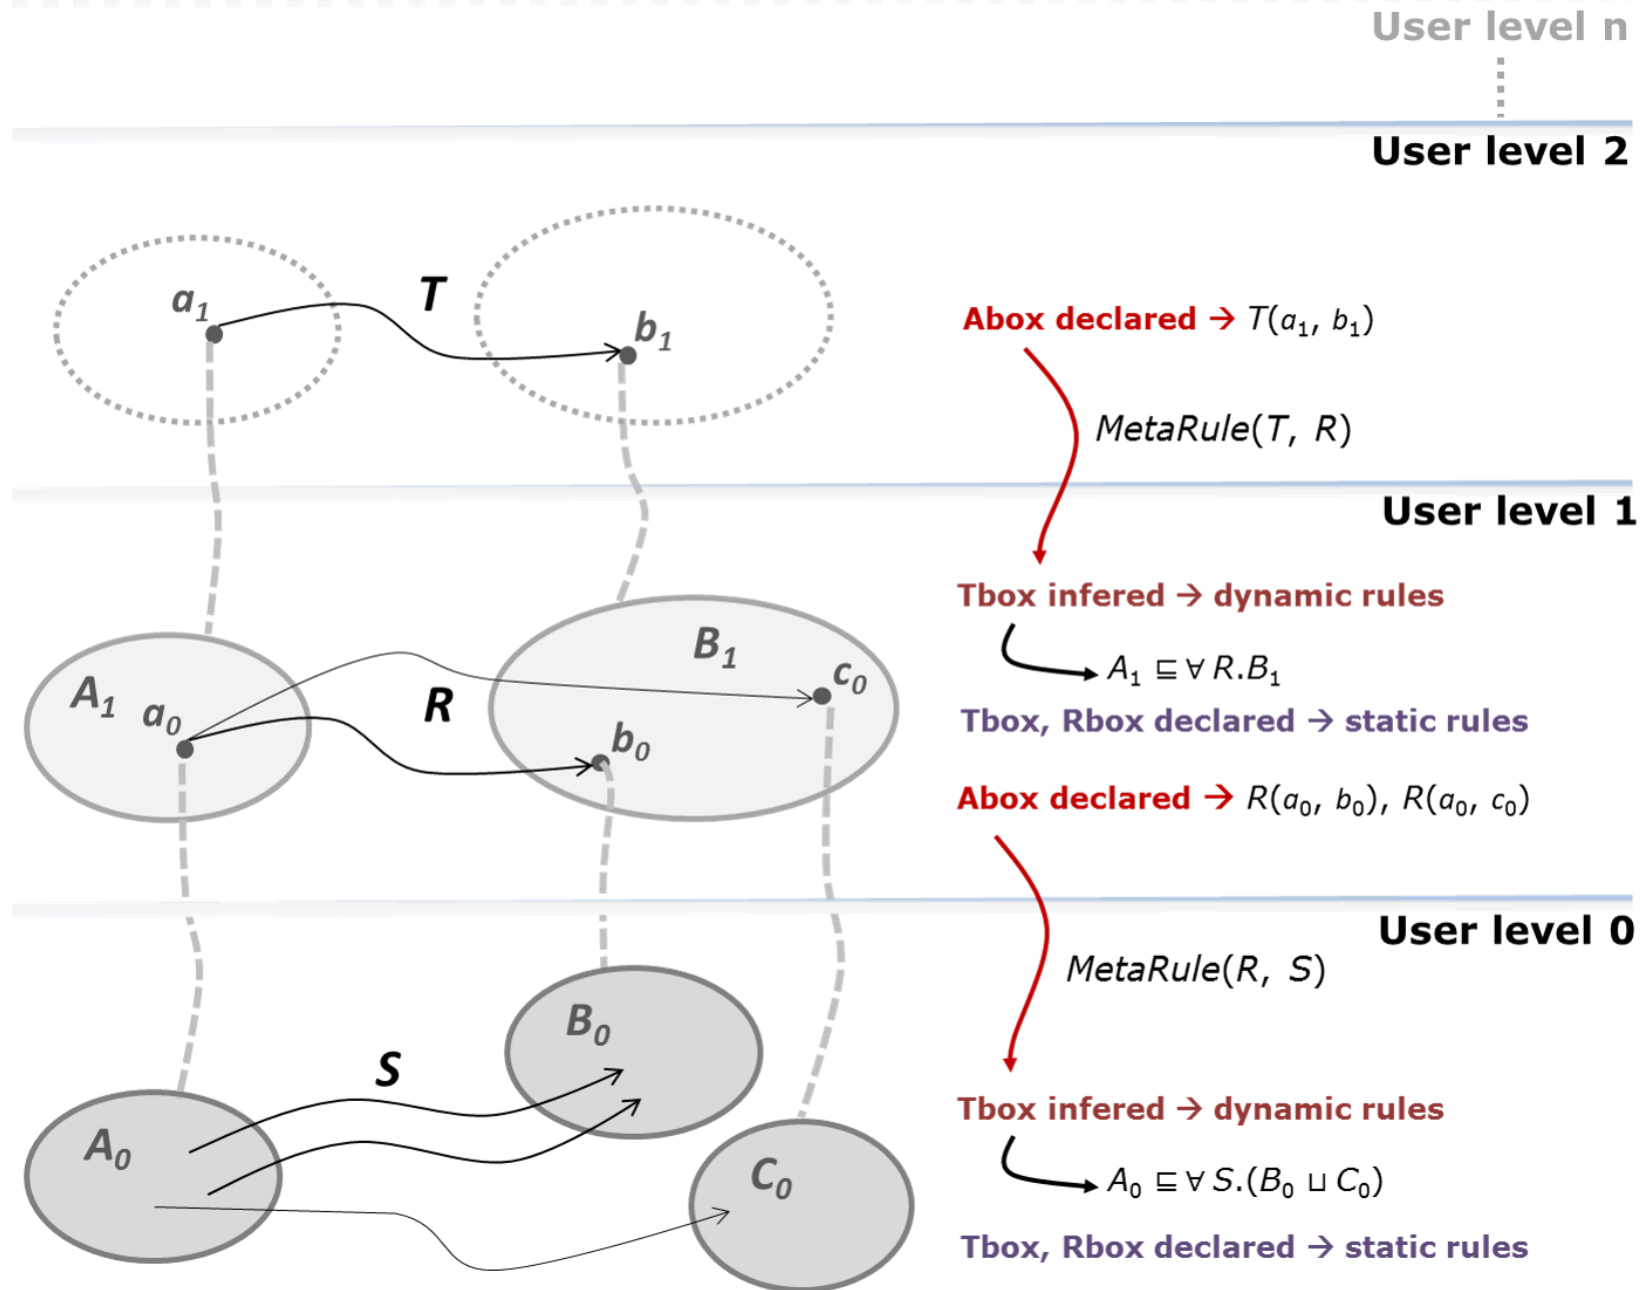 User level n
User level 2
a₁
T
b₁
Abox declared → T(a₁, b₁)
MetaRule(T, R)
User level 1
Tbox infered → dynamic rules
A₁ ⊑ ∀ R.B₁
Tbox, Rbox declared → static rules
Abox declared → R(a₀, b₀), R(a₀, c₀)
A₁
a₀
R
B₁
c₀
b₀
User level 0
MetaRule(R, S)
Tbox infered → dynamic rules
A₀ ⊑ ∀ S.(B₀ ⊔ C₀)
Tbox, Rbox declared → static rules
B₀
S
A₀
C₀